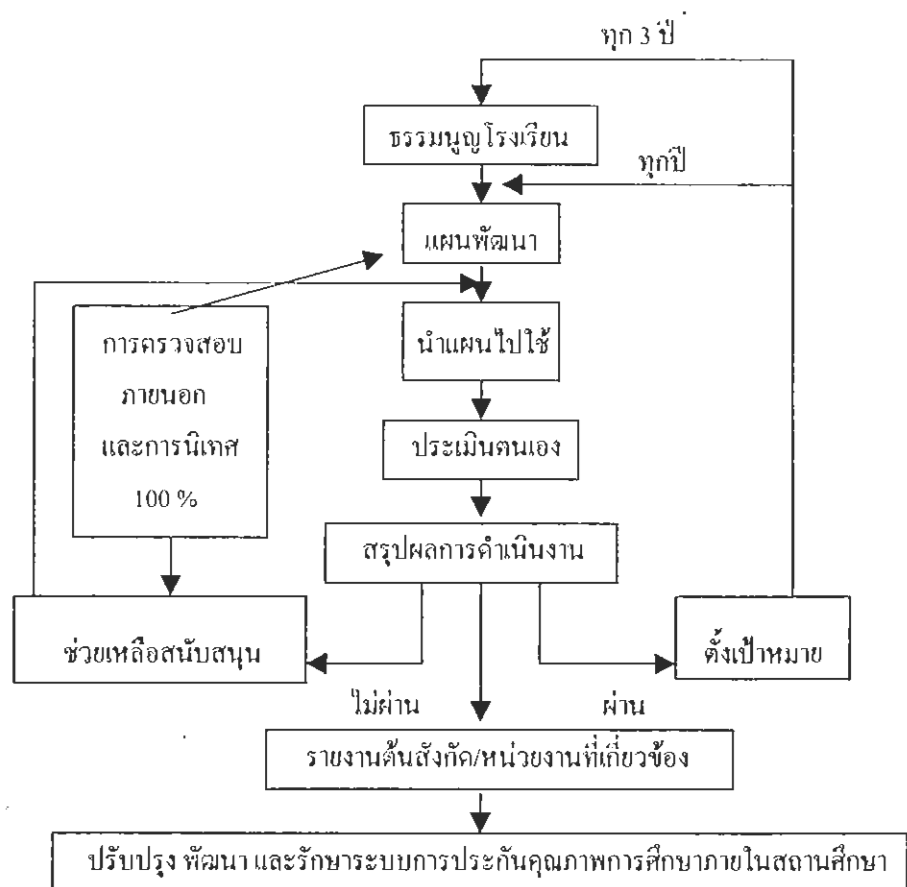 ทุก 3 ปี
ธรรมนูญโรงเรียน
ทุกปี
แผนพัฒนา
การตรวจสอบ
ภายนอก
และการนิเทศ
100 %
นำแผนไปใช้
ประเมินตนเอง
สรุปผลการดำเนินงาน
ช่วยเหลือสนับสนุน
ตั้งเป้าหมาย
ไม่ผ่าน
ผ่าน
รายงานต้นสังกัด/หน่วยงานที่เกี่ยวข้อง
ปรับปรุง พัฒนา และรักษาระบบการประกันคุณภาพการศึกษาภายในสถานศึกษา